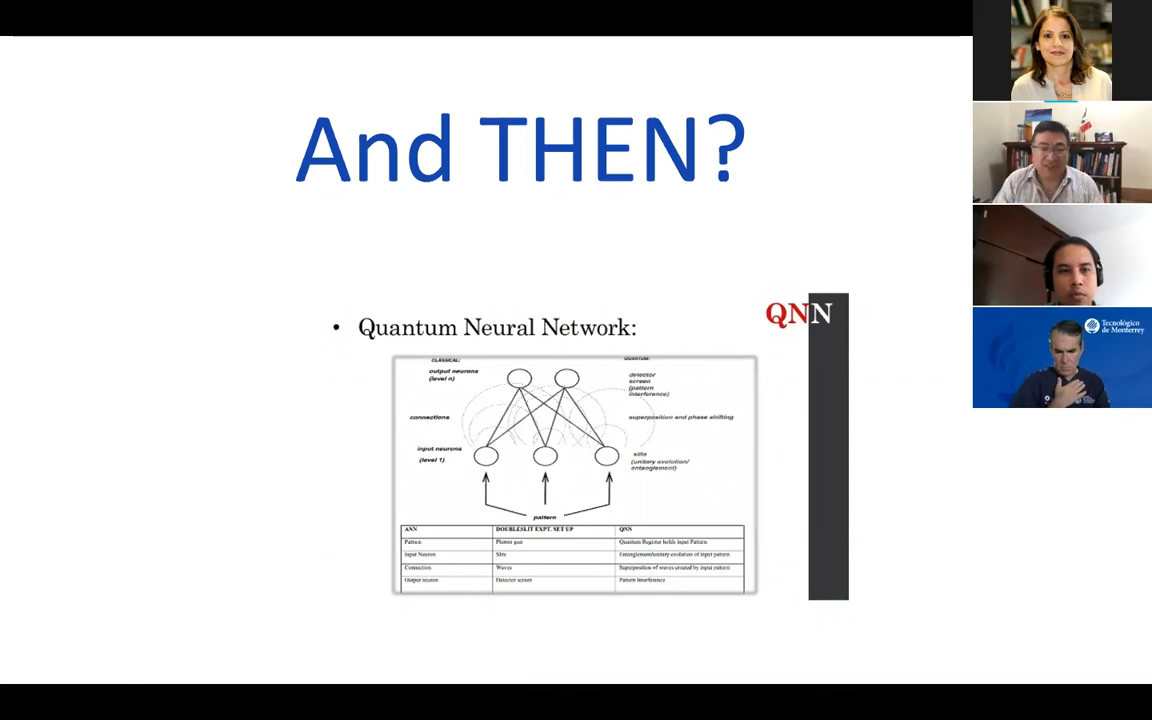 And THEN?
QNN
• Quantum Neural Network:
CLASSICAL:
QUANTUM:
output neurons
(level n)
detector
screen
(pattern
interference)
connections
superposition and phase shifting
input neurons
(level 1)
slits
(unitary evolution/
entanglement)
pattern
ANN DOUBLESLIT EXPT. SET UP QNN
Pattern Photon gun Quantum Register holds input Pattern
Input Neuron Slits Entanglement/unitary evolution of input pattern
Connection Waves Superposition of waves created by input pattern
Output neuron Detector screen Pattern Interference
Tecnológico
de Monterrey